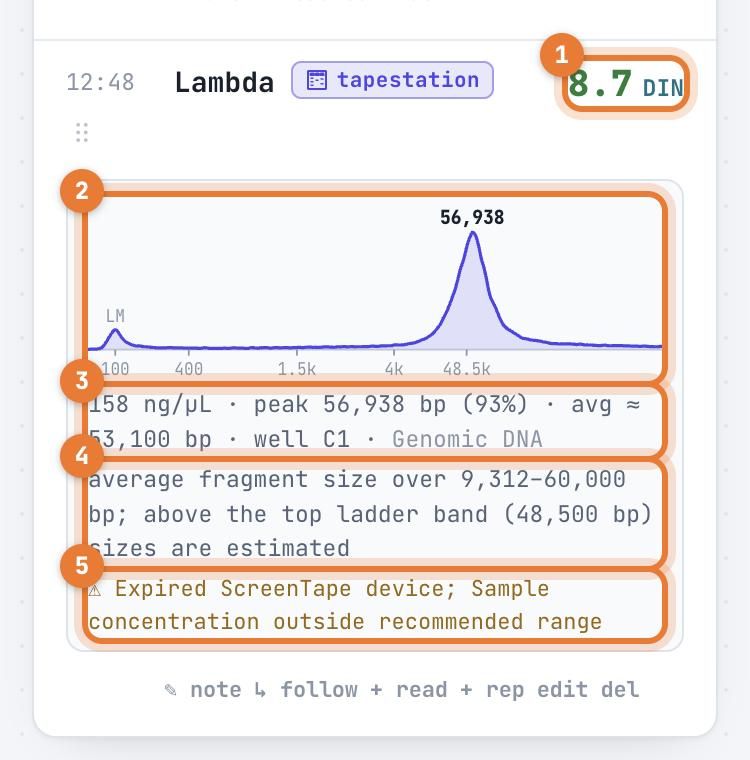 12:48 Lambda tapestation 1 8.7 DIN
2
56,938
LM
100 400 1.5k 4k 48.5k
3
158 ng/µL · peak 56,938 bp (93%) · avg ≈
53,100 bp · well C1 · Genomic DNA
4
average fragment size over 9,312–60,000
bp; above the top ladder band (48,500 bp)
sizes are estimated
5
⚠ Expired ScreenTape device; Sample
concentration outside recommended range
✎ note ↳ follow + read + rep edit del